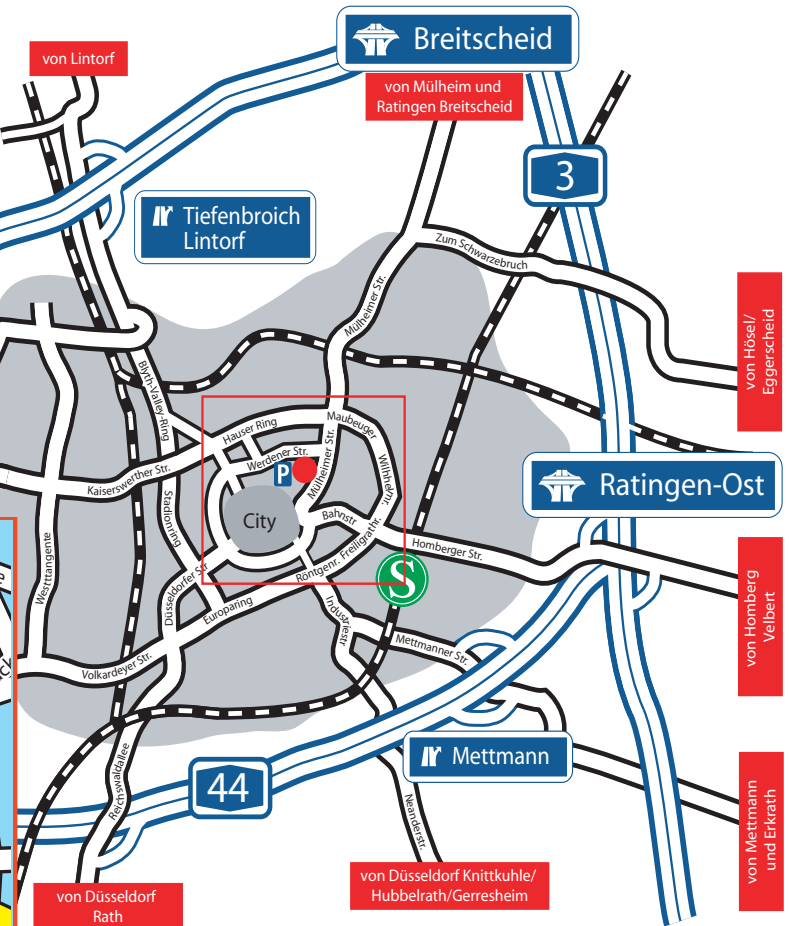 Breitscheid
von Lintorf
von Mülheim und
Ratingen Breitscheid
3
Tiefenbroich
Lintorf
Zum Schwarzebruch
Mülheimer Str.
von Hösel/
Eggerscheid
Blyth-Valley-Ring
Hauser Ring
Maubeuger
Werdener Str.
P
Mülheimer Str.
Wilhelmr.
Kaiserswerther Str.
Ratingen-Ost
Stadionring
City
Bahnstr
Homberger Str.
Röntgenr. Freiligrathr.
S
Westtangente
Düsseldorfer Str
Europaring
Industriestr
Mettmanner Str.
von Homberg
Velbert
Volkardeyer Str.
Mettmann
Reichswaldallee
44
Neanderstr.
von Mettmann
und Erkrath
von Düsseldorf Knittkuhle/
Hubbelrath/Gerresheim
von Düsseldorf
Rath